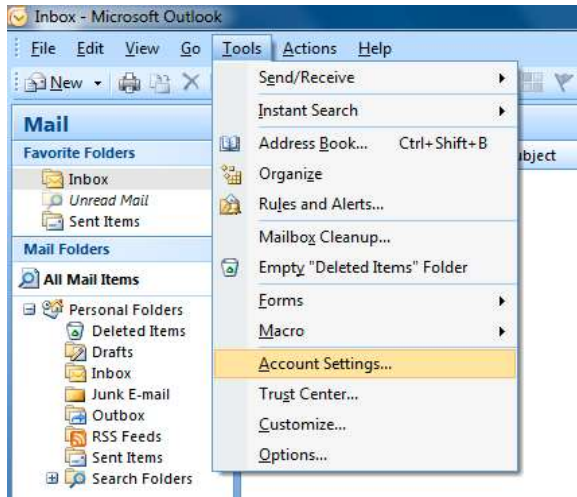 Inbox - Microsoft Outlook
File Edit View Go Tools Actions Help
New
Send/Receive
Instant Search
Address Book... Ctrl+Shift+B
Organize
Rules and Alerts...
Mailbox Cleanup...
Empty "Deleted Items" Folder
Forms
Macro
Account Settings...
Trust Center...
Customize...
Options...
Mail
Favorite Folders
Inbox
Unread Mail
Sent Items
Mail Folders
All Mail Items
Personal Folders
Deleted Items
Drafts
Inbox
Junk E-mail
Outbox
RSS Feeds
Sent Items
Search Folders
ubject